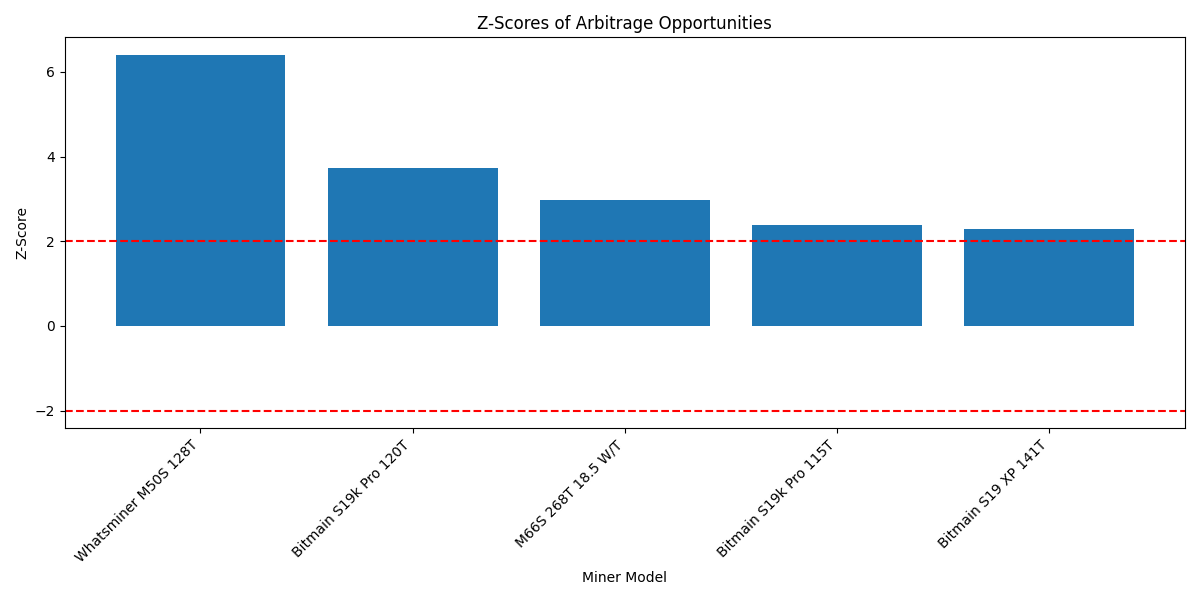 Z-Scores of Arbitrage Opportunities
Z-Score
6
4
2
0
−2
Whatsminer M50S 128T
Bitmain S19k Pro 120T
M66S 268T 18.5 W/T
Bitmain S19k Pro 115T
Bitmain S19 XP 141T
Miner Model